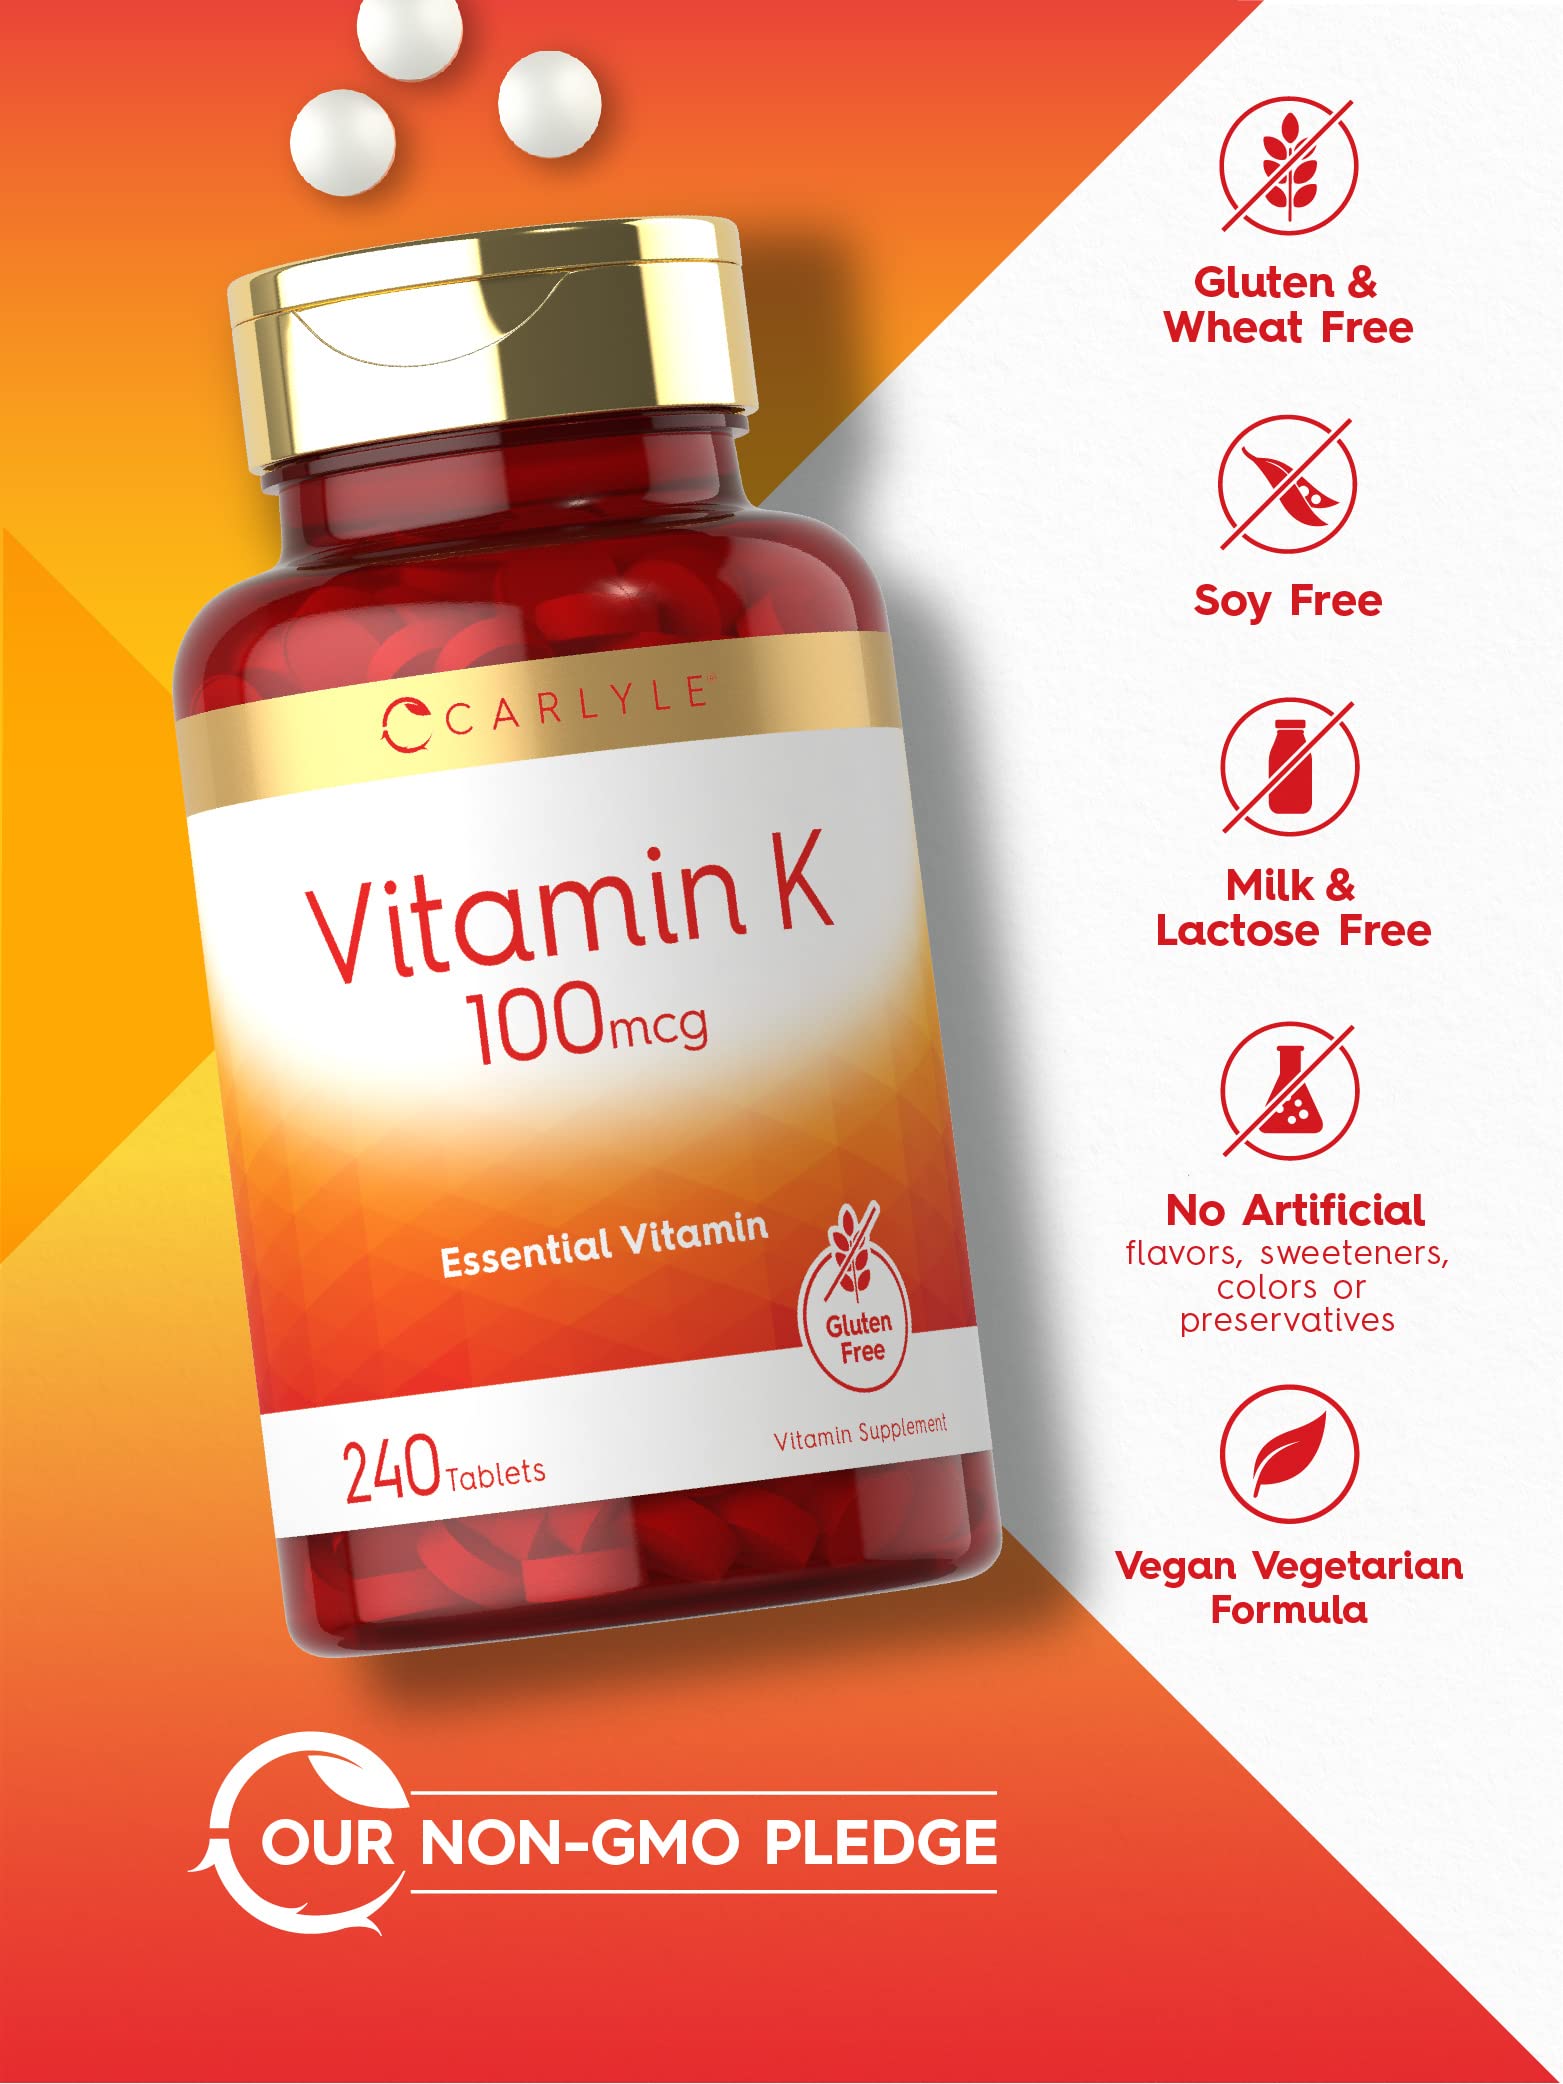 CARLYLE™
Vitamin K
100mcg
Essential Vitamin
Gluten
Free
240 Tablets
Vitamin Supplement
Gluten &
Wheat Free
Soy Free
Milk &
Lactose Free
No Artificial
flavors, sweeteners,
colors or
preservatives
Vegan Vegetarian
Formula
OUR NON-GMO PLEDGE